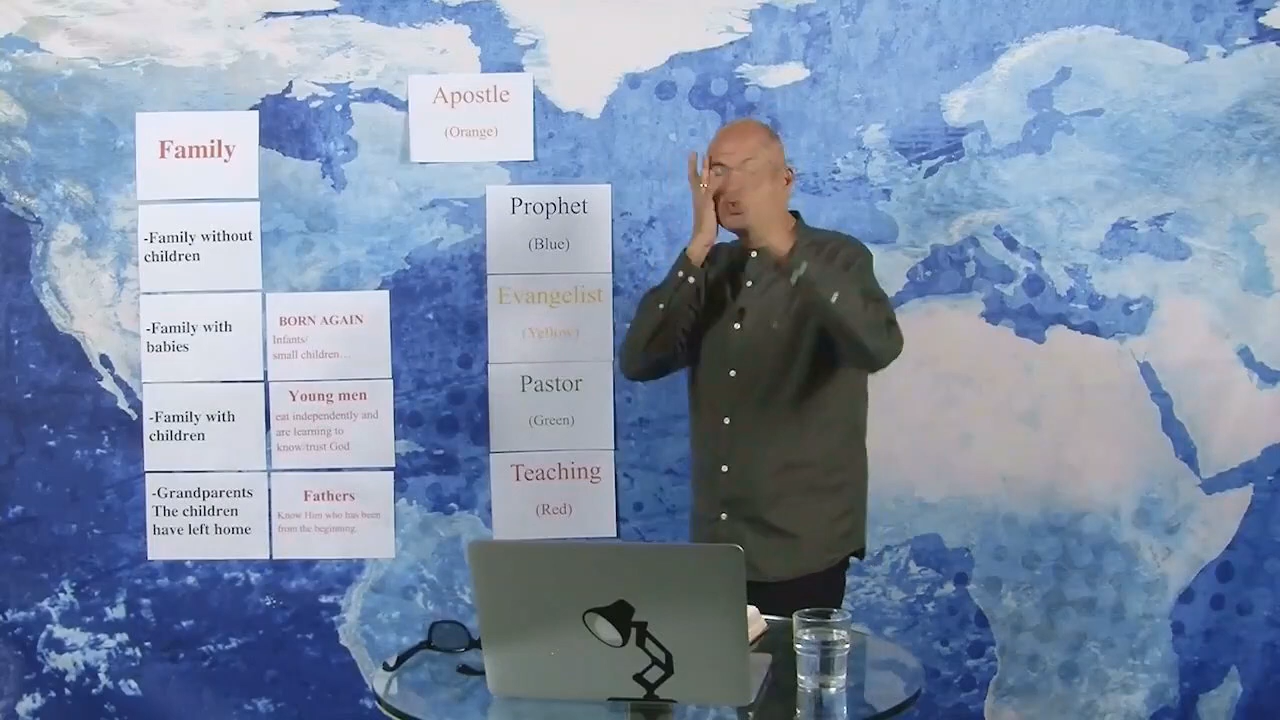 Family
-Family without
children
-Family with
babies
-Family with
children
-Grandparents
The children
have left home
BORN AGAIN
Infants/
small children…
Young men
eat independently and
are learning to
know/trust God
Fathers
Know Him who has been
from the beginning.
Apostle
(Orange)
Prophet
(Blue)
Evangelist
(Yellow)
Pastor
(Green)
Teaching
(Red)